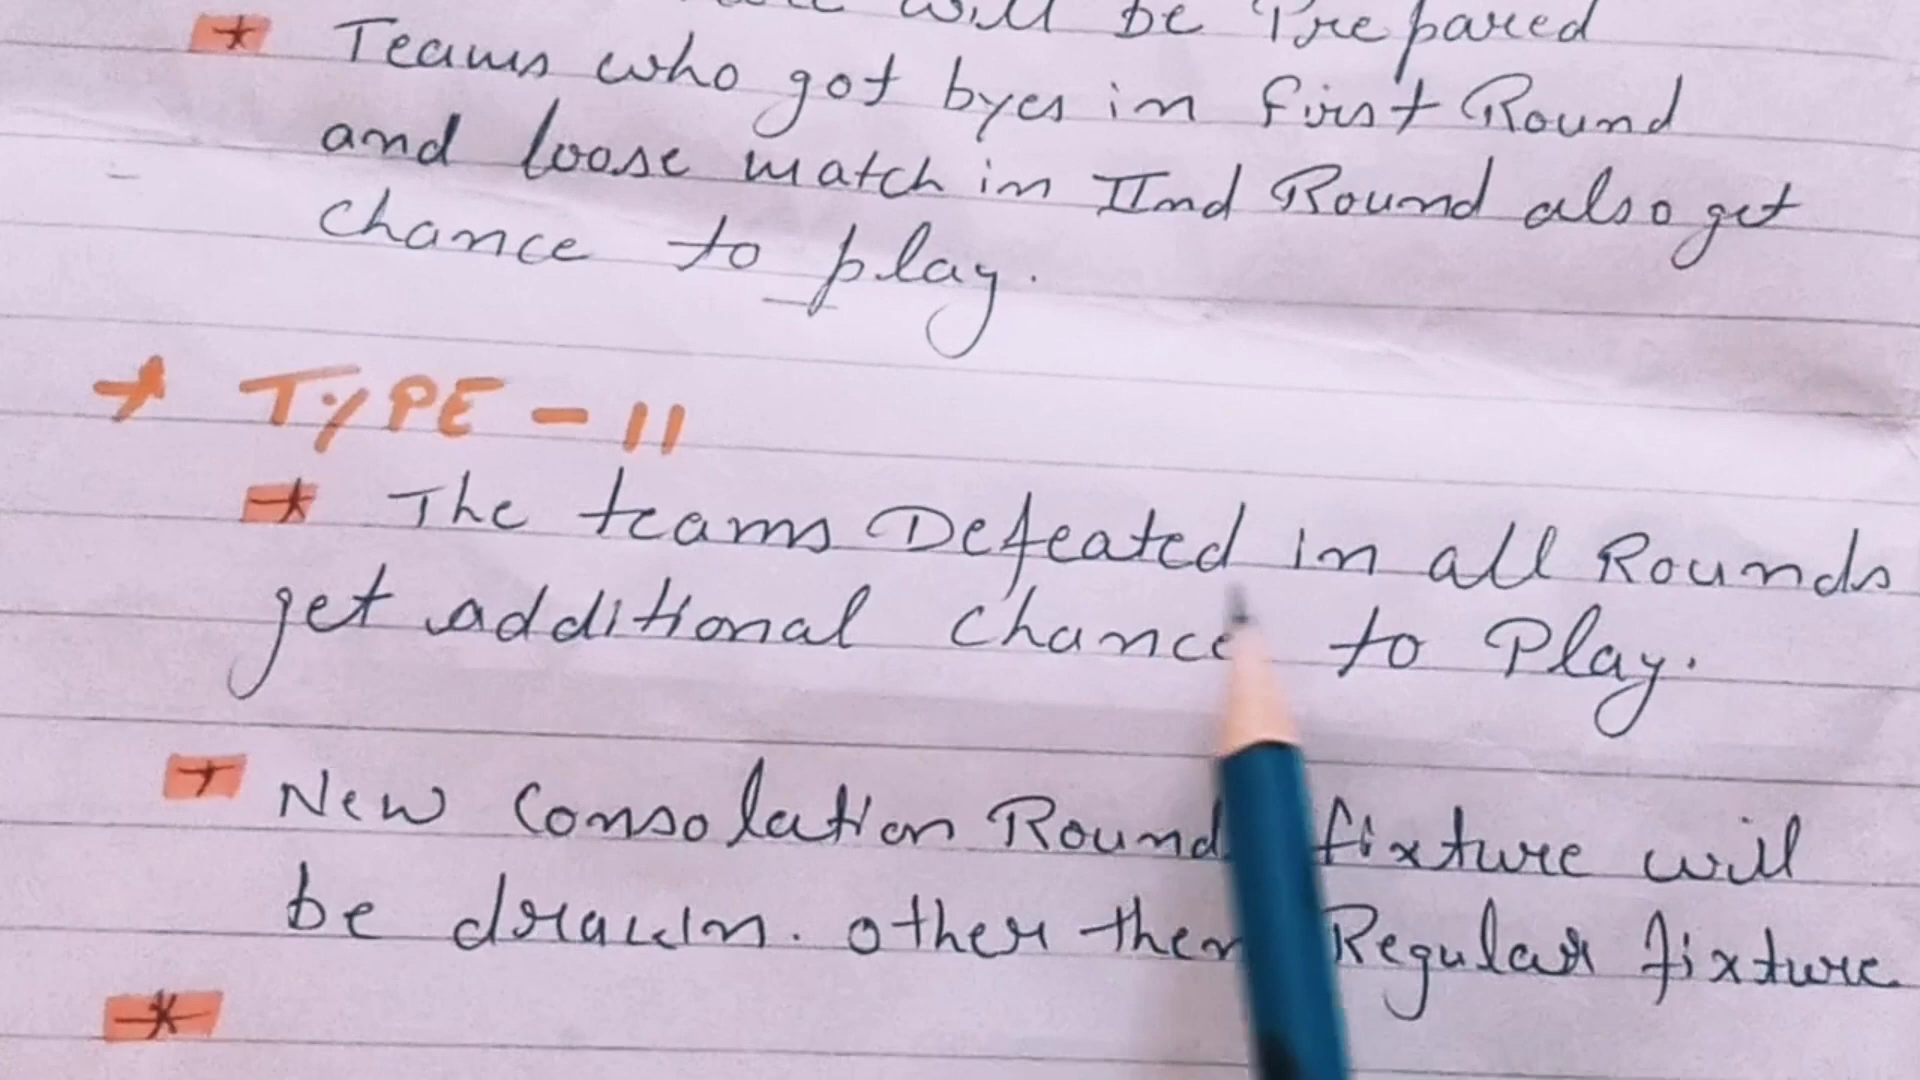 will be Prepared
* Teams who got byes in first Round
and loose match in IInd Round also get
chance to play.
→ TYPE - II
* The teams Defeated in all Rounds
get additional chance to Play.
* New Consolation Round fixture will
be drawn. other then Regular fixture
*